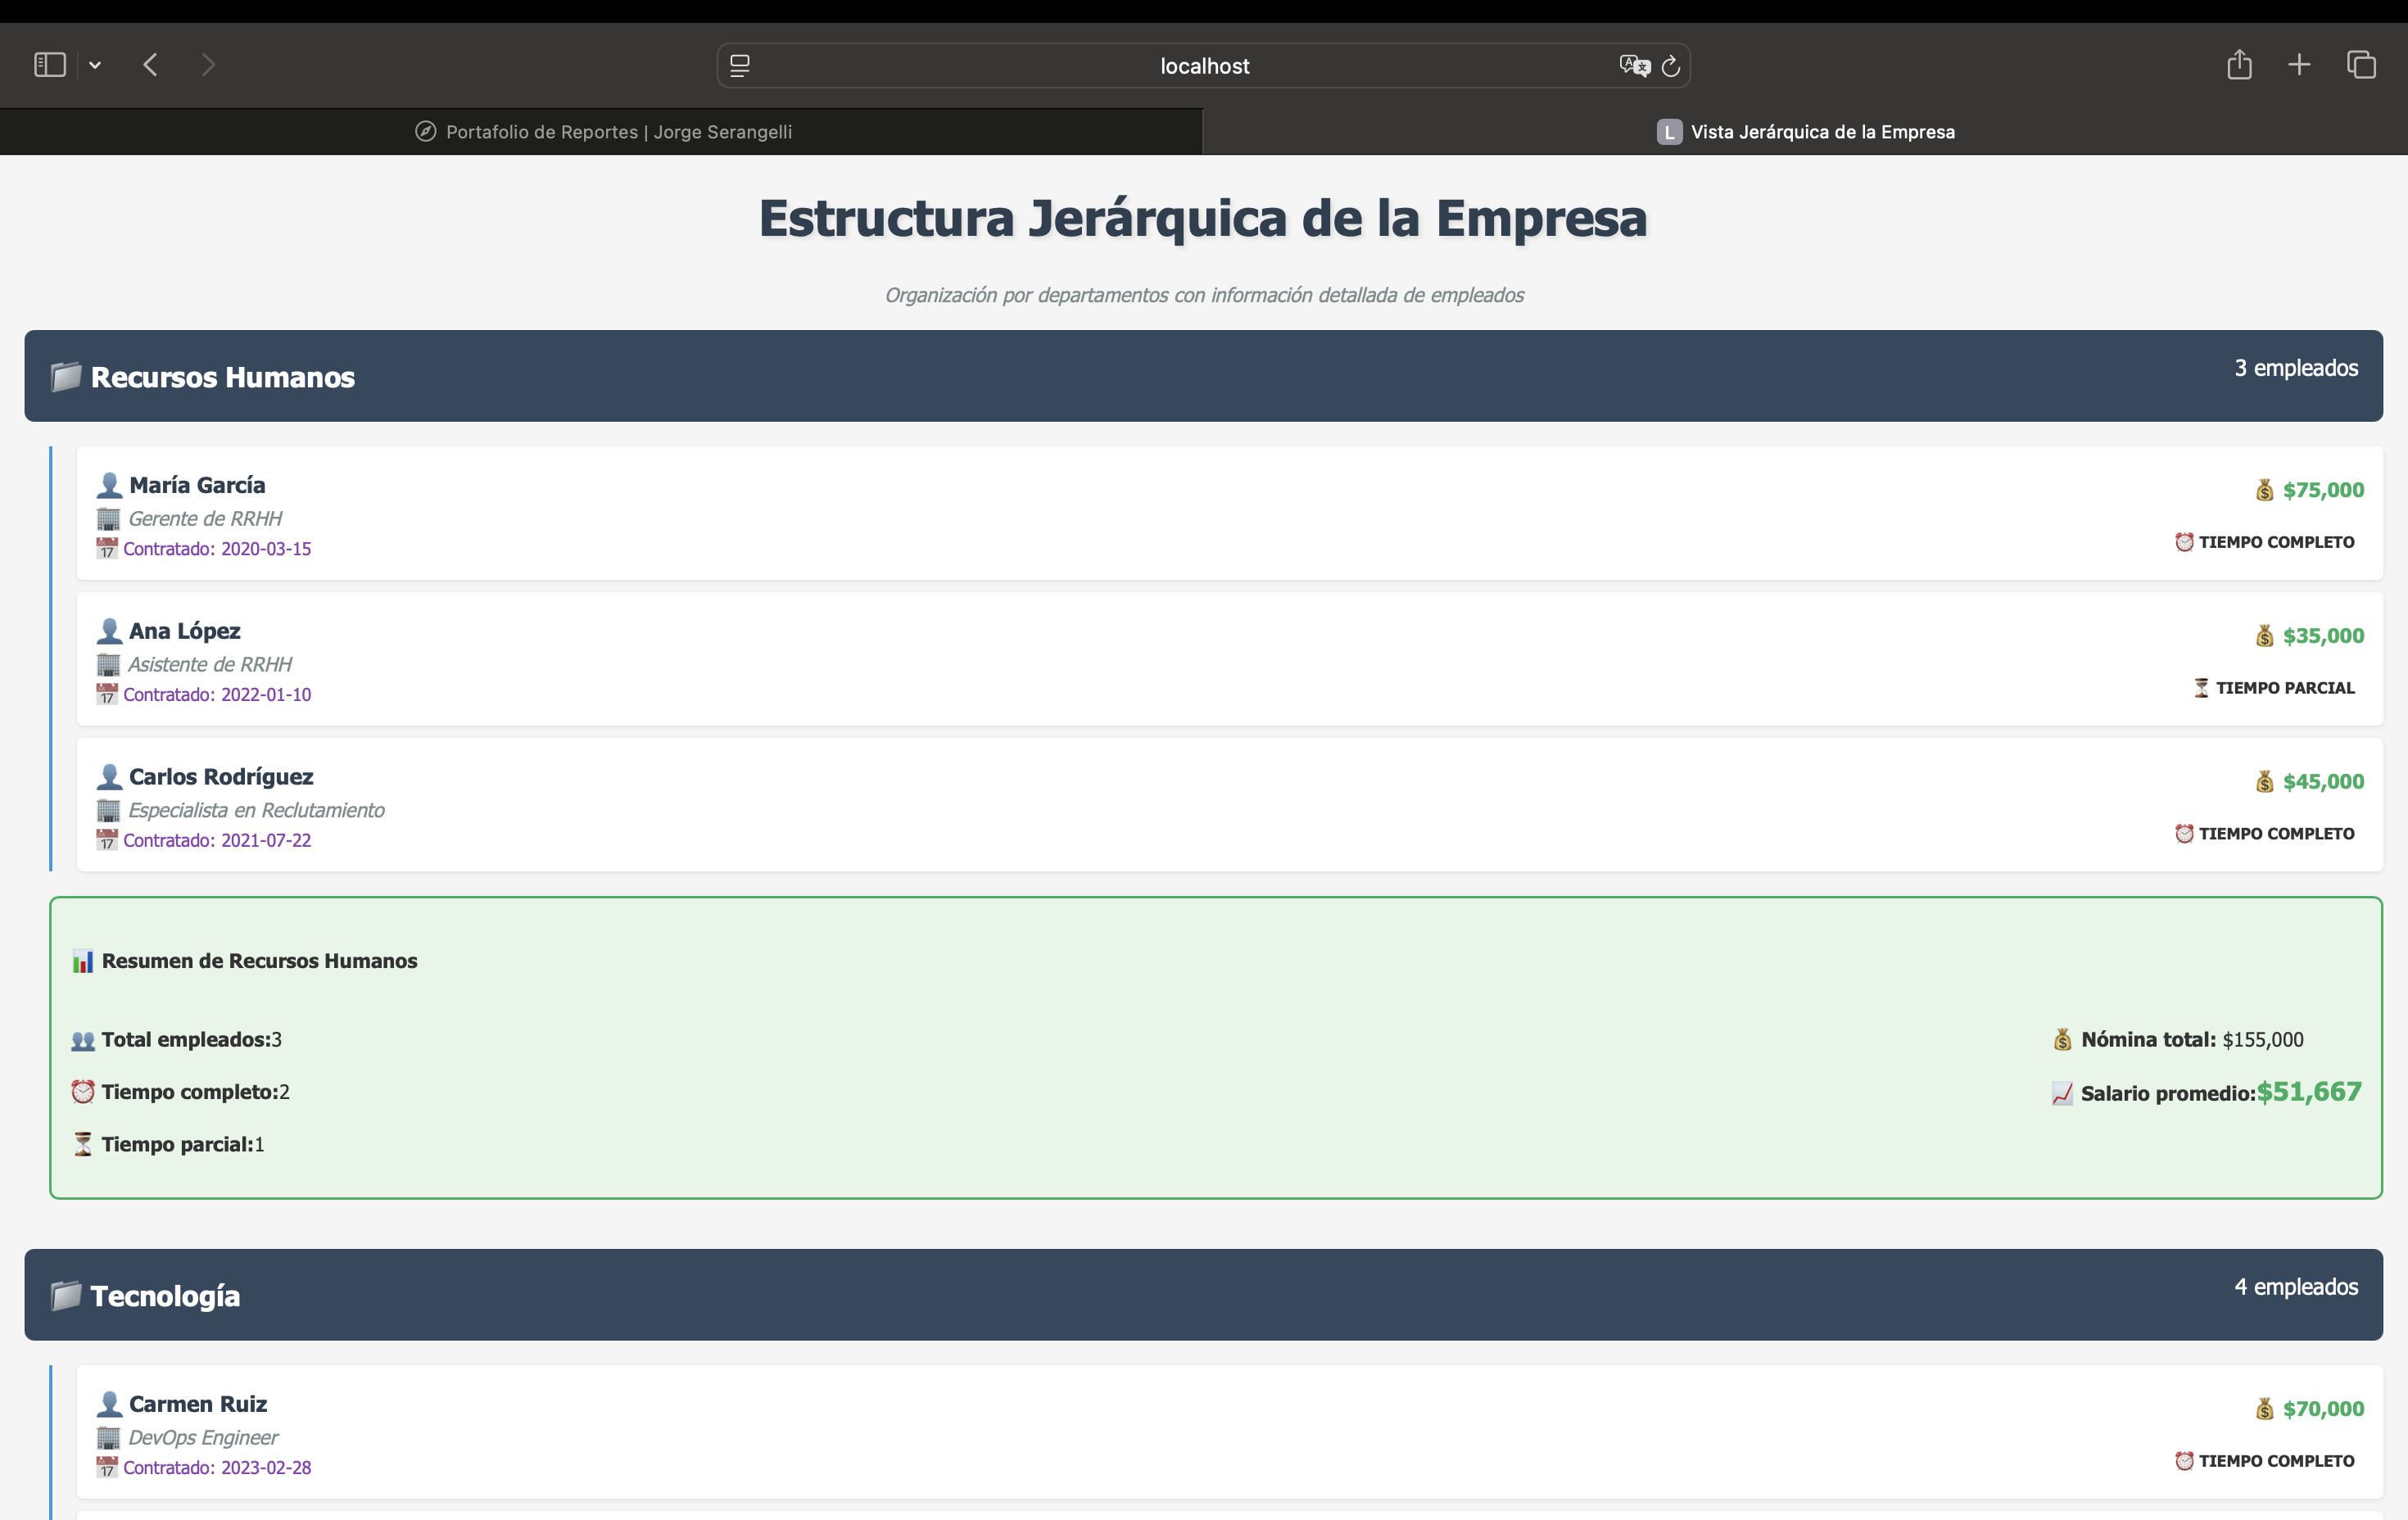 localhost
Portafolio de Reportes | Jorge Serangelli
L Vista Jerárquica de la Empresa
Estructura Jerárquica de la Empresa
Organización por departamentos con información detallada de empleados
Recursos Humanos
3 empleados
María García
$75,000
Gerente de RRHH
Contratado: 2020-03-15
TIEMPO COMPLETO
Ana López
$35,000
Asistente de RRHH
Contratado: 2022-01-10
TIEMPO PARCIAL
Carlos Rodríguez
$45,000
Especialista en Reclutamiento
Contratado: 2021-07-22
TIEMPO COMPLETO
Resumen de Recursos Humanos
Total empleados:3
Nómina total: $155,000
Tiempo completo:2
Salario promedio:$51,667
Tiempo parcial:1
Tecnología
4 empleados
Carmen Ruiz
$70,000
DevOps Engineer
Contratado: 2023-02-28
TIEMPO COMPLETO